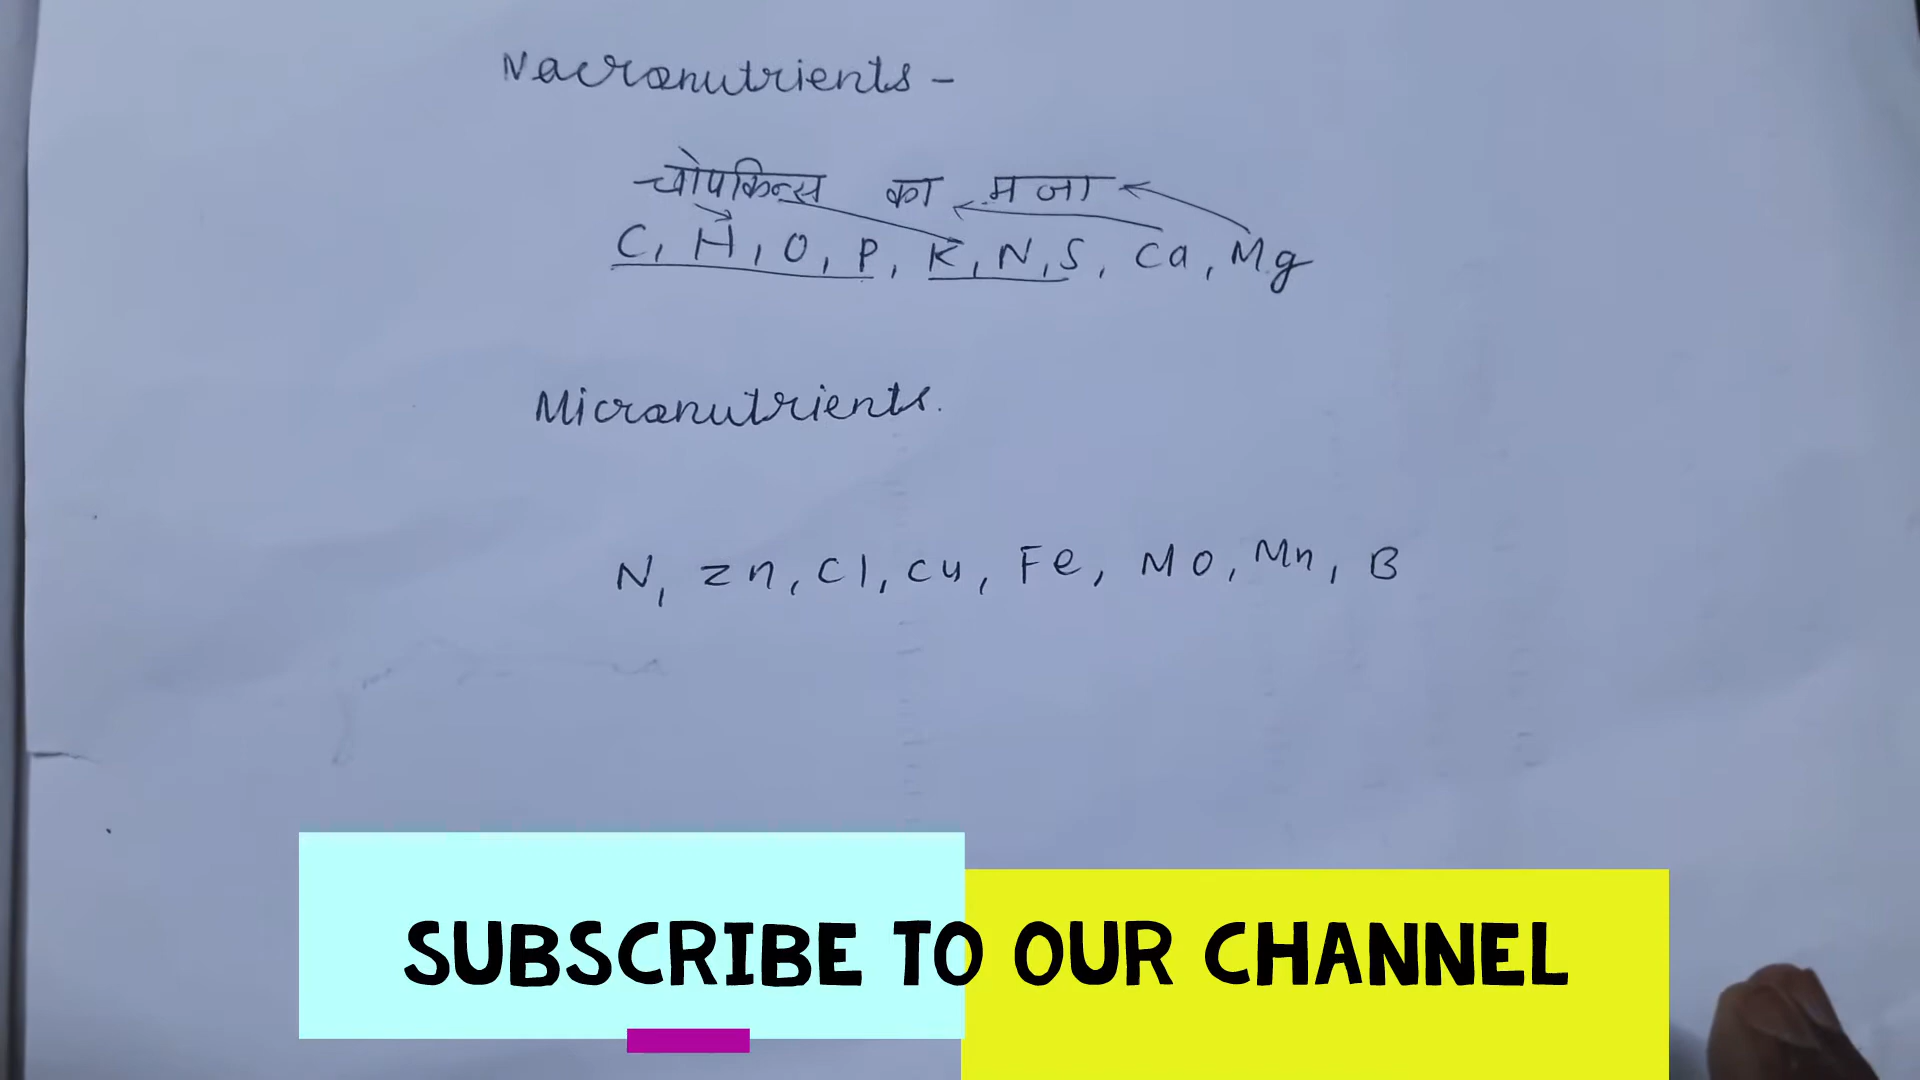 Macronutrients -
चोपकिन्स का मजा
C, H, O, P, K, N, S, Ca, Mg
Micronutrients.
N, Zn, Cl, Cu, Fe, Mo, Mn, B
SUBSCRIBE TO OUR CHANNEL